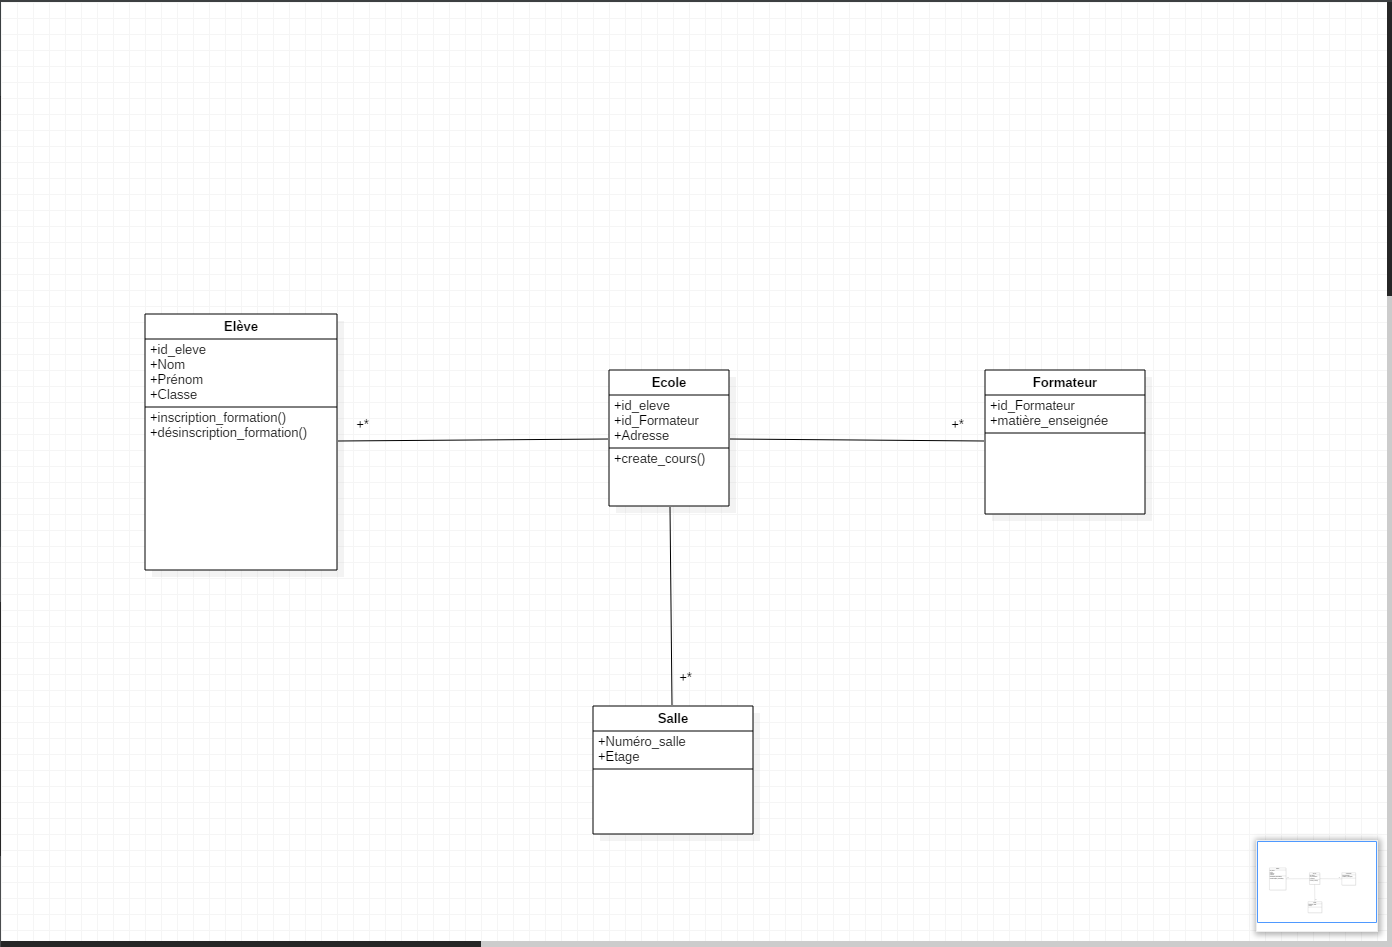 Elève
+id_eleve
+Nom
+Prénom
+Classe
+inscription_formation()
+désinscription_formation()
+*
Ecole
+id_eleve
+id_Formateur
+Adresse
+create_cours()
+*
Formateur
+id_Formateur
+matière_enseignée
+*
Salle
+Numéro_salle
+Etage